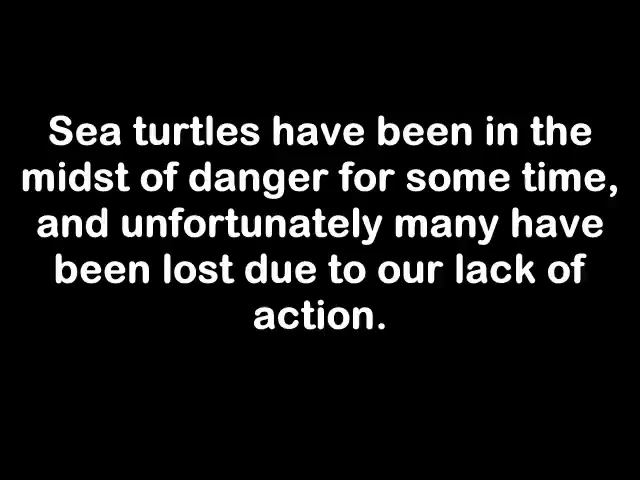 Sea turtles have been in the
midst of danger for some time,
and unfortunately many have
been lost due to our lack of
action.